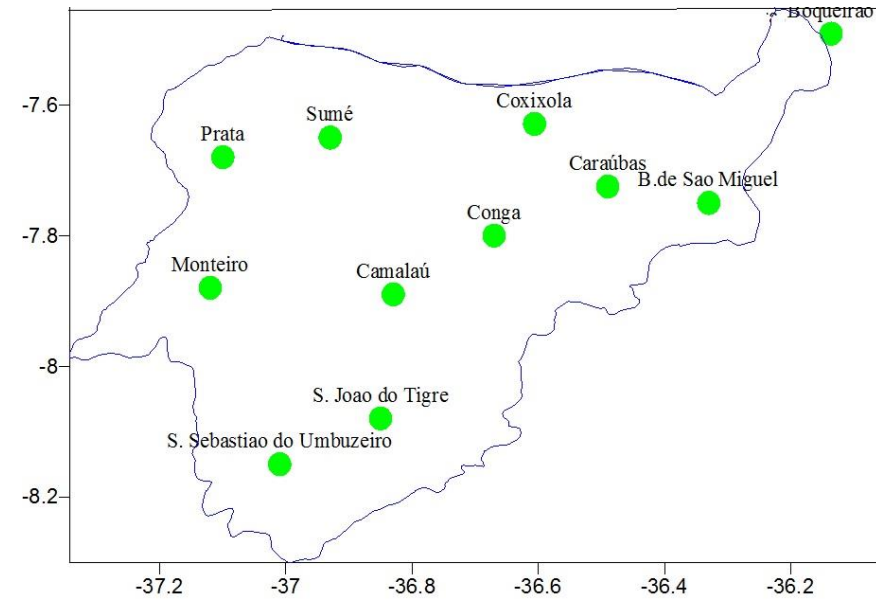 Boqueirão
-7.6
Coxixola
Sumé
Prata
Caraúbas
B.de Sao Miguel
Conga
-7.8
Monteiro
Camalaú
-8
S. Joao do Tigre
S. Sebastiao do Umbuzeiro
-8.2
-37.2
-37
-36.8
-36.6
-36.4
-36.2